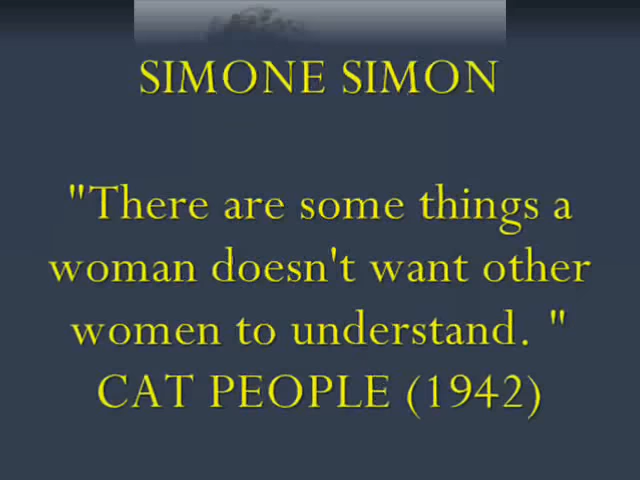 SIMONE SIMON
"There are some things a
woman doesn't want other
women to understand. "
CAT PEOPLE (1942)